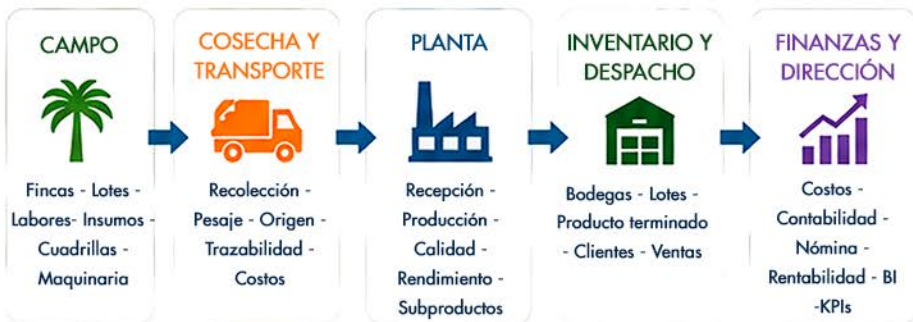 CAMPO
Fincas - Lotes -
Labores- Insumos -
Cuadrillas -
Maquinaria
COSECHA Y
TRANSPORTE
Recolección -
Pesaje - Origen -
Trazabilidad -
Costos
PLANTA
Recepción -
Producción -
Calidad -
Rendimiento -
Subproductos
INVENTARIO Y
DESPACHO
Bodegas - Lotes -
Producto terminado
- Clientes - Ventas
FINANZAS Y
DIRECCIÓN
Costos -
Contabilidad -
Nómina -
Rentabilidad - BI
-KPIs